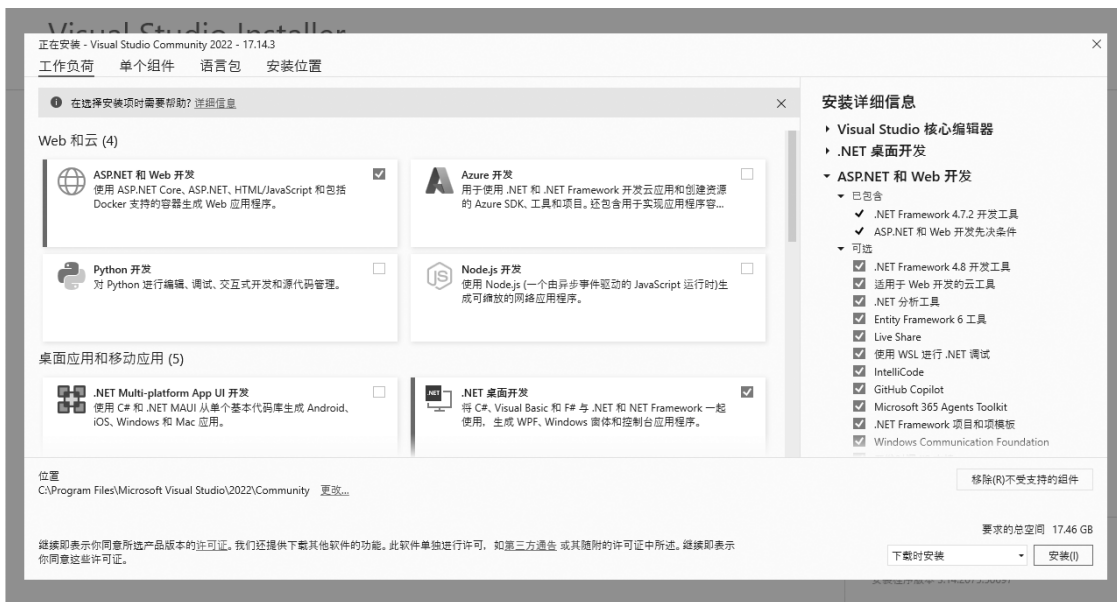 Visual Studio Installer
正在安装 - Visual Studio Community 2022 - 17.14.3
工作负荷 单个组件 语言包 安装位置
在选择安装项时需要帮助? 详细信息
Web 和云 (4)
ASP.NET 和 Web 开发
使用 ASP.NET Core、ASP.NET、HTML/JavaScript 和包括
Docker 支持的容器生成 Web 应用程序。
Azure 开发
用于使用 .NET 和 .NET Framework 开发云应用和创建资源
的 Azure SDK、工具和项目。还包含用于实现应用程序容...
Python 开发
对 Python 进行编辑、调试、交互式开发和源代码管理。
Node.js 开发
使用 Node.js (一个由异步事件驱动的 JavaScript 运行时)生
成可缩放的网络应用程序。
桌面应用和移动应用 (5)
.NET Multi-platform App UI 开发
使用 C# 和 .NET MAUI 从单个基本代码库生成 Android、
iOS、Windows 和 Mac 应用。
.NET
.NET 桌面开发
将 C#、Visual Basic 和 F# 与 .NET 和 NET Framework 一起
使用，生成 WPF、Windows 窗体和控制台应用程序。
安装详细信息
Visual Studio 核心编辑器
.NET 桌面开发
ASP.NET 和 Web 开发
已包含
.NET Framework 4.7.2 开发工具
ASP.NET 和 Web 开发先决条件
可选
.NET Framework 4.8 开发工具
适用于 Web 开发的云工具
.NET 分析工具
Entity Framework 6 工具
Live Share
使用 WSL 进行 .NET 调试
IntelliCode
GitHub Copilot
Microsoft 365 Agents Toolkit
.NET Framework 项目和项模板
Windows Communication Foundation
位置
C:\Program Files\Microsoft Visual Studio\2022\Community 更改...
移除(R)不受支持的组件
要求的总空间 17.46 GB
继续即表示你同意所选产品版本的许可证。我们还提供下载其他软件的功能。此软件单独进行许可，如第三方通告 或其随附的许可证中所述。继续即表示
你同意这些许可证。
下载时安装
安装(I)